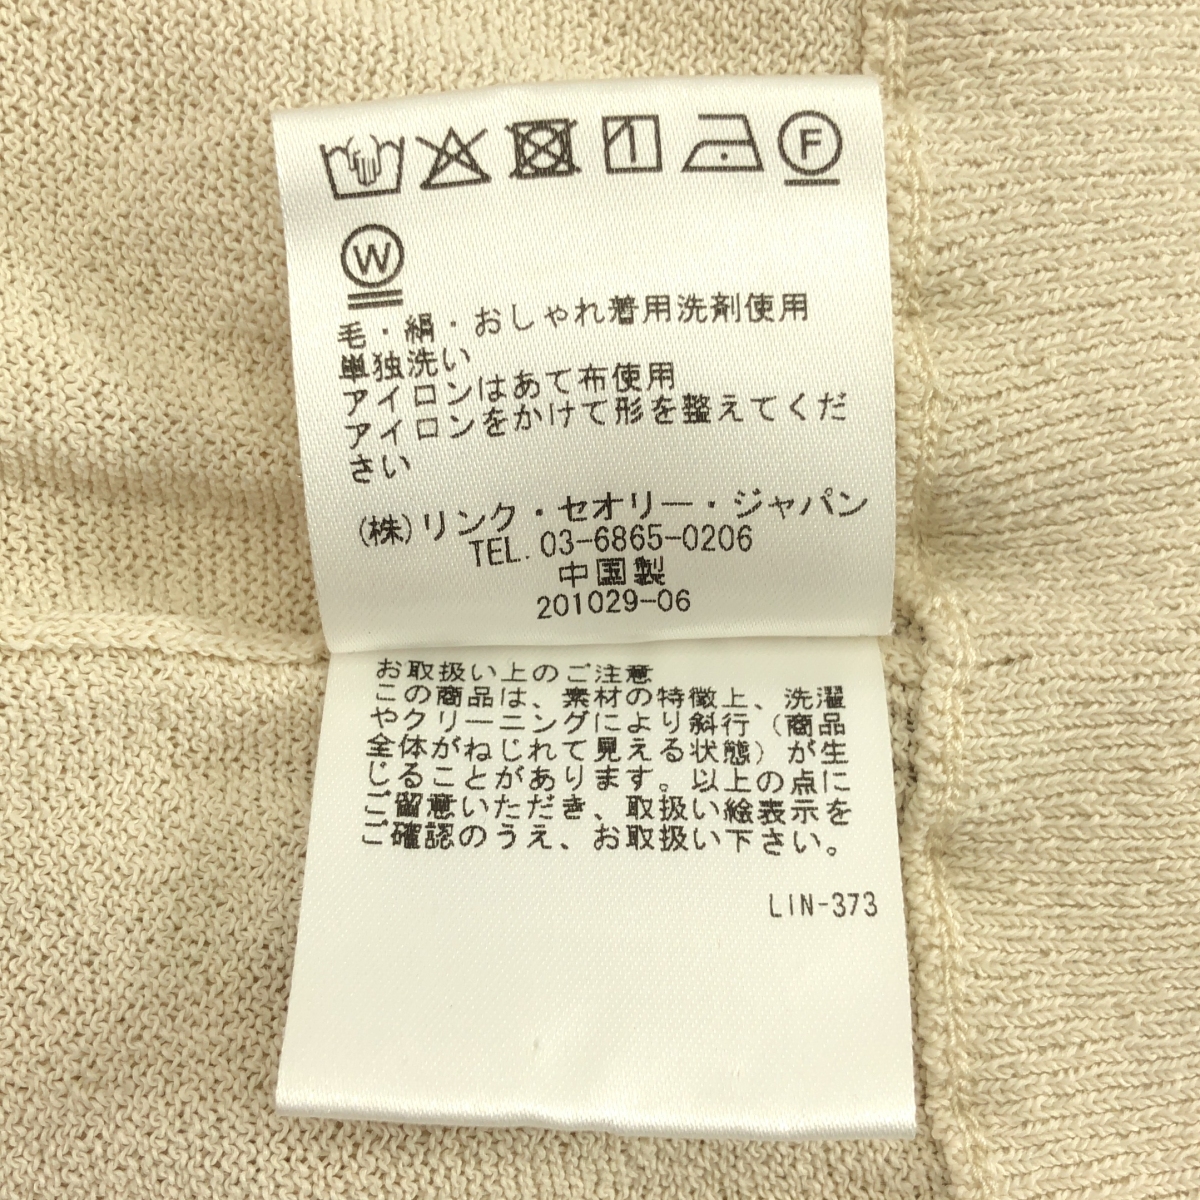 F
W
毛・絹・おしゃれ着用洗剤使用
単独洗い
アイロンはあて布使用
アイロンをかけて形を整えてくだ
さい
(株)リンク・セオリー・ジャパン
TEL. 03-6865-0206
中国製
201029-06
お取扱い上のご注意
この商品は、素材の特徴上、洗濯
やクリーニングにより斜行（商品
全体がねじれて見える状態）が生
じることがあります。以上の点に
ご留意いただき、取扱い絵表示を
ご確認のうえ、お取扱い下さい。
LIN-373